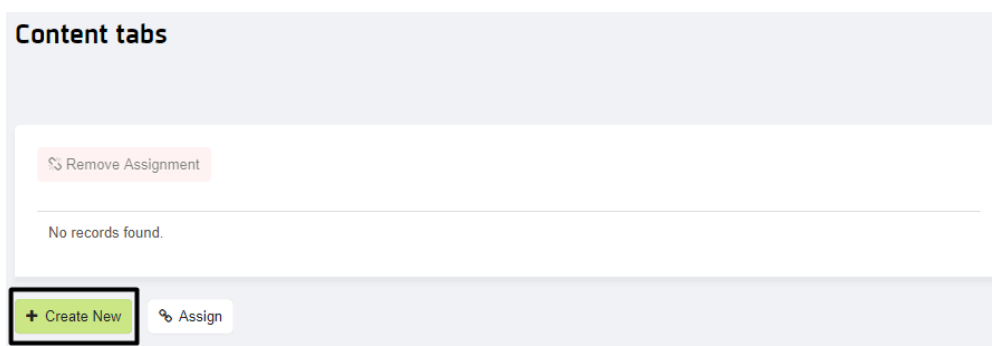 Content tabs
Remove Assignment
No records found.
+ Create New
Assign